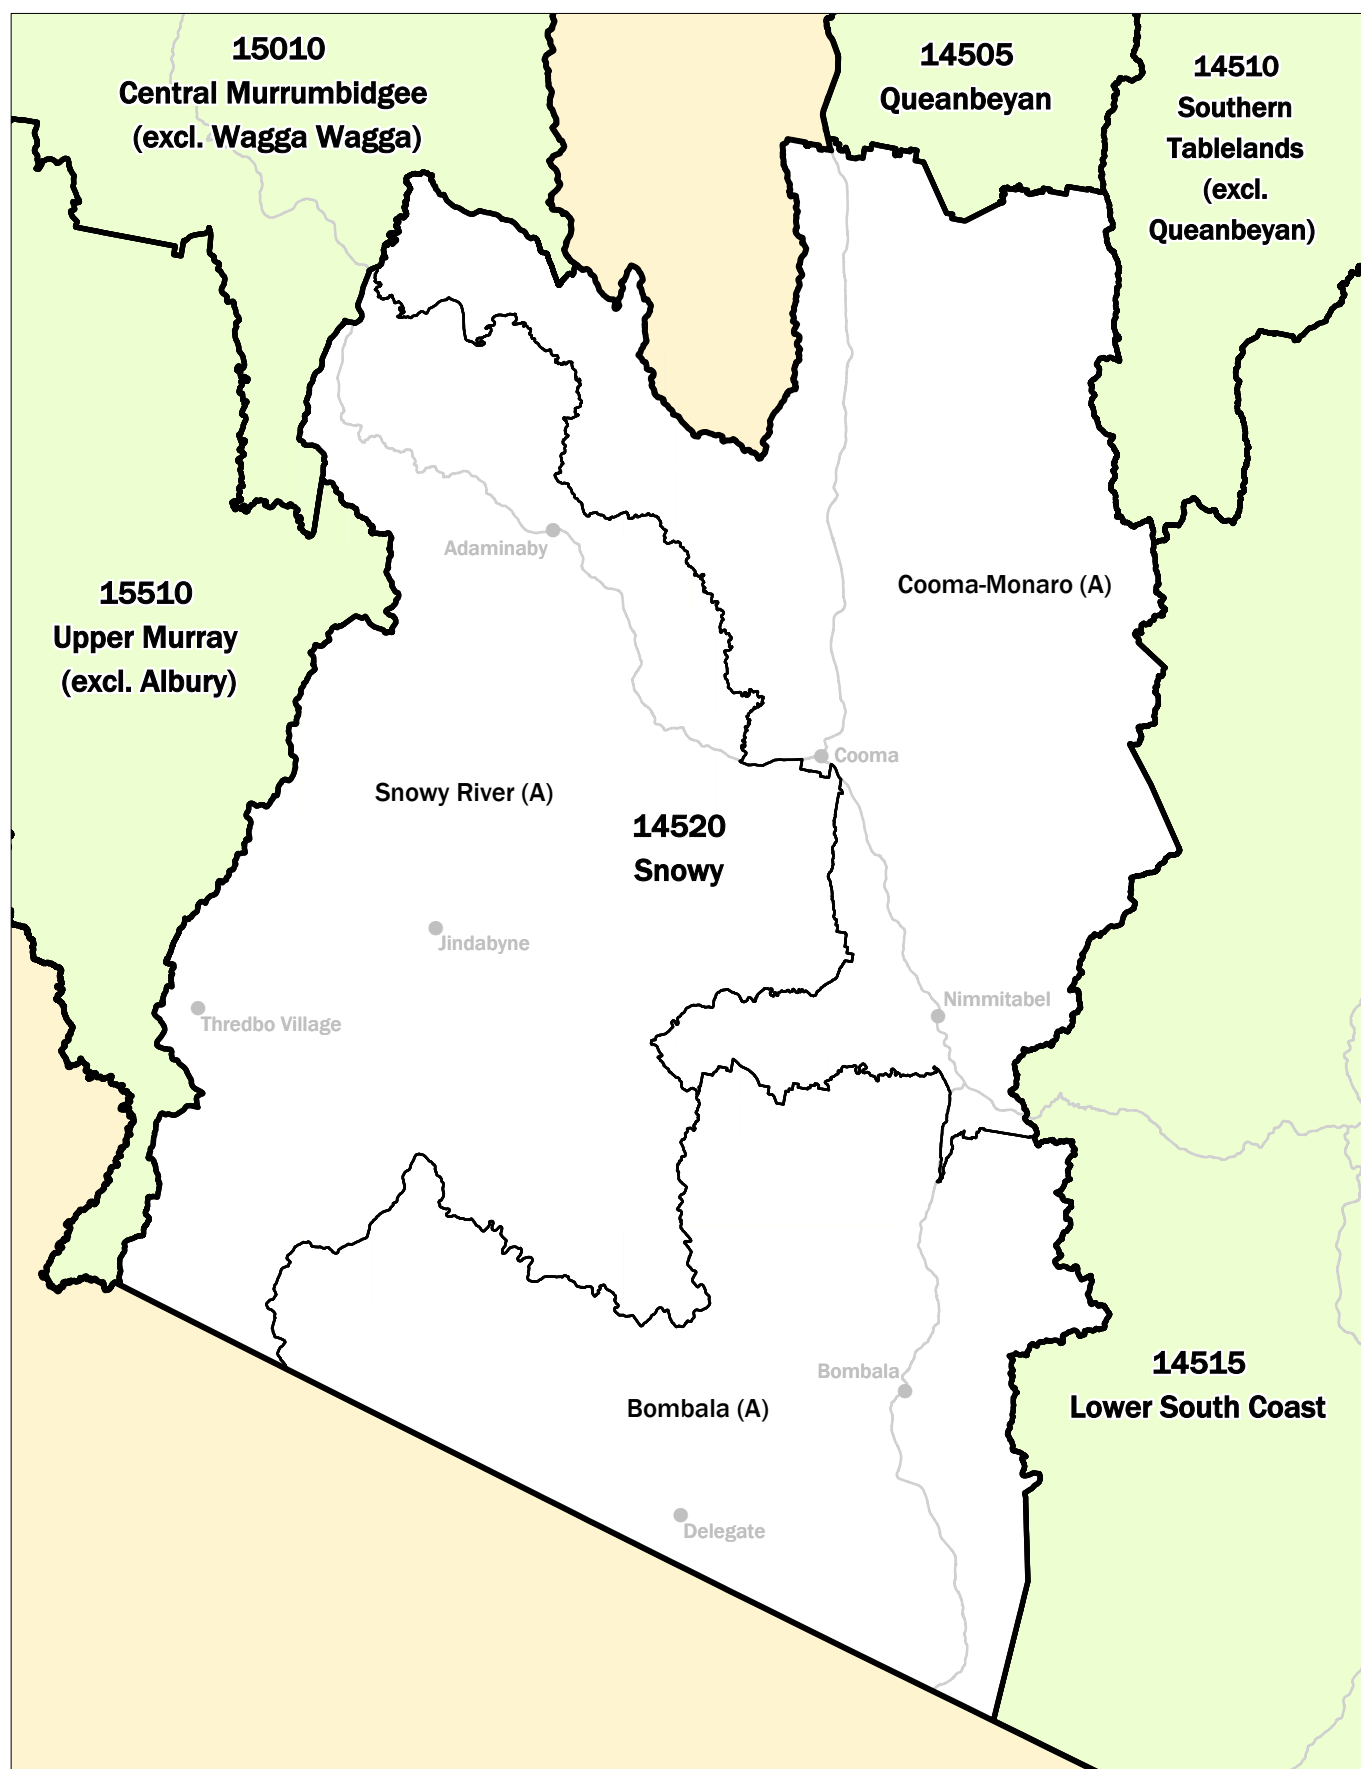 15010
Central Murrumbidgee
(excl. Wagga Wagga)
14505
Queanbeyan
14510
Southern
Tablelands
(excl.
Queanbeyan)
Adaminaby
Cooma-Monaro (A)
15510
Upper Murray
(excl. Albury)
Cooma
Snowy River (A)
14520
Snowy
Jindabyne
Nimmitabel
Thredbo Village
14515
Lower South Coast
Bombala
Bombala (A)
Delegate